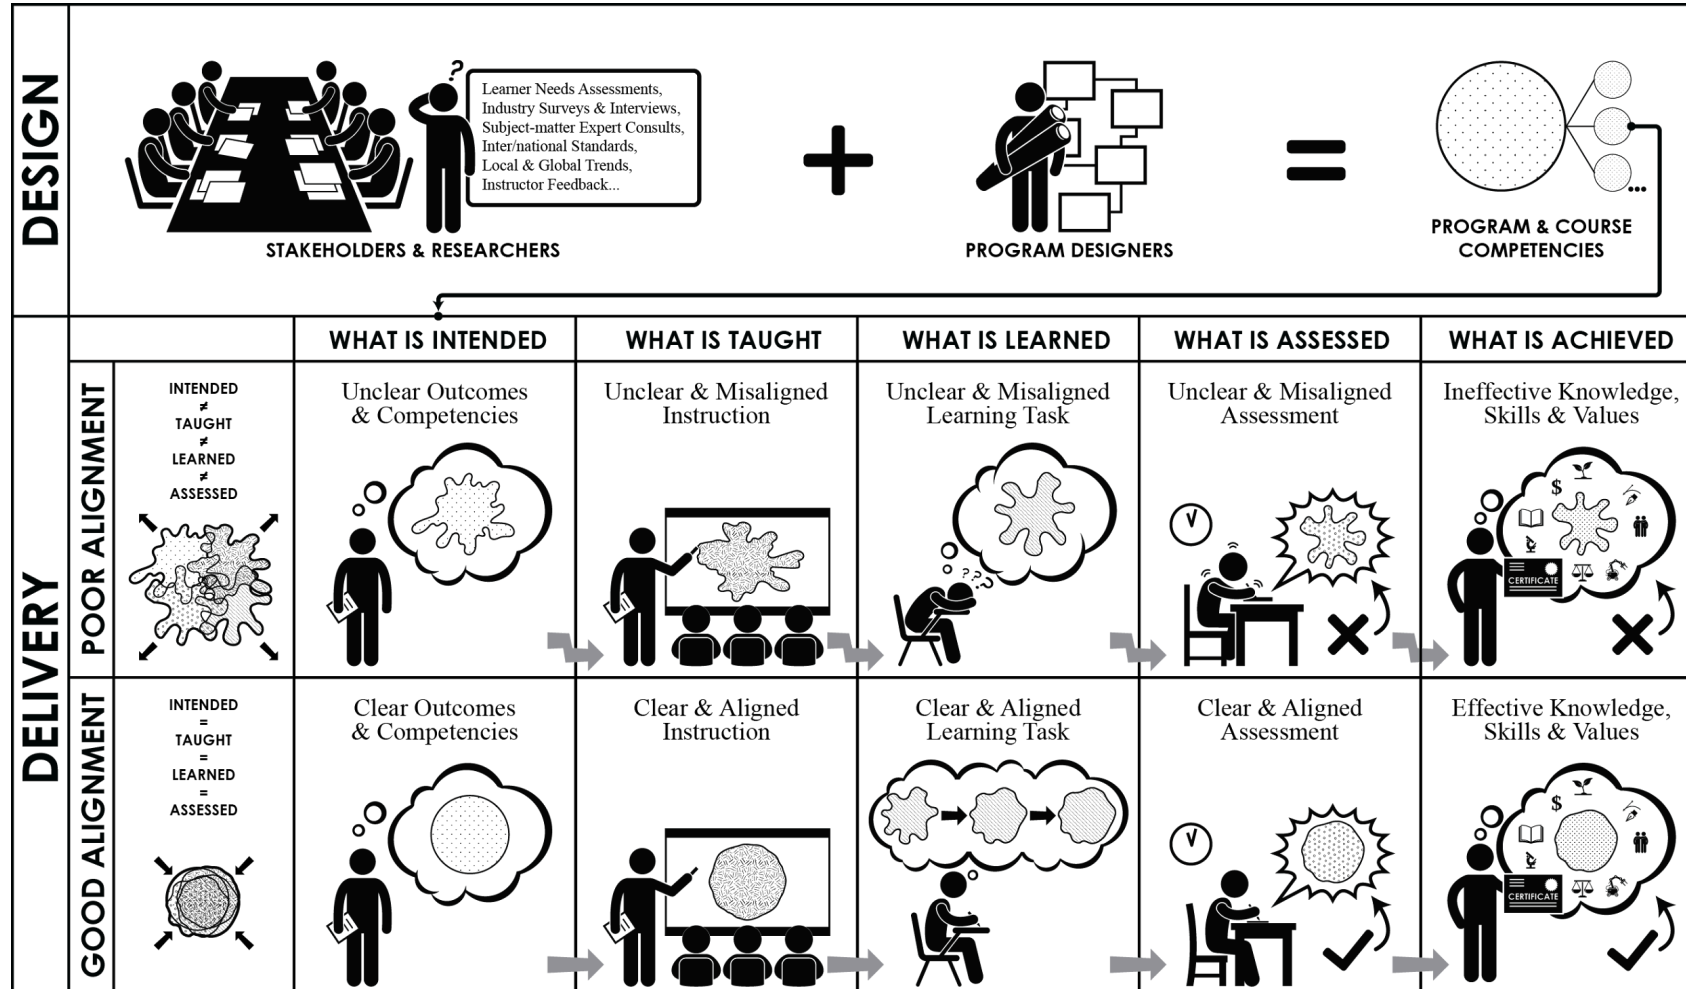 DESIGN
?
Learner Needs Assessments,
Industry Surveys & Interviews,
Subject-matter Expert Consults,
Inter/national Standards,
Local & Global Trends,
Instructor Feedback...
STAKEHOLDERS & RESEARCHERS
+
PROGRAM DESIGNERS
=
...
PROGRAM & COURSE
COMPETENCIES
DELIVERY
WHAT IS INTENDED
WHAT IS TAUGHT
WHAT IS LEARNED
WHAT IS ASSESSED
WHAT IS ACHIEVED
POOR ALIGNMENT
INTENDED
≠
TAUGHT
≠
LEARNED
≠
ASSESSED
Unclear Outcomes
& Competencies
Unclear & Misaligned
Instruction
Unclear & Misaligned
Learning Task
???
Unclear & Misaligned
Assessment
Ineffective Knowledge,
Skills & Values
$
CERTIFICATE
GOOD ALIGNMENT
INTENDED
=
TAUGHT
=
LEARNED
=
ASSESSED
Clear Outcomes
& Competencies
Clear & Aligned
Instruction
Clear & Aligned
Learning Task
Clear & Aligned
Assessment
Effective Knowledge,
Skills & Values
$
CERTIFICATE